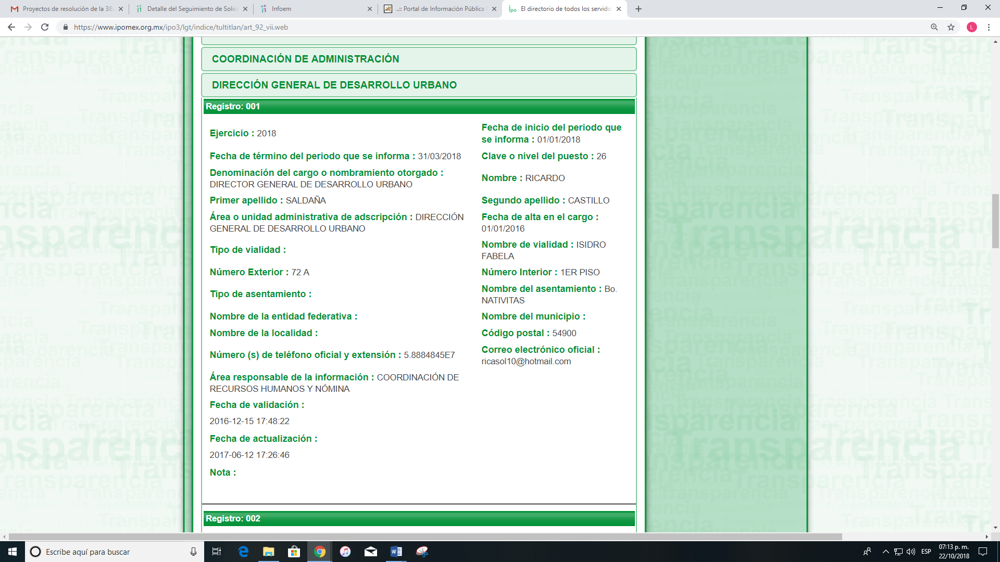 Proyectos de resolución de la 38
Detalle del Seguimiento de Solici
Infoem
..:: Portal de Información Pública
El directorio de todos los servido
https://www.ipomex.org.mx/ipo3/lgt/indice/tultitlan/art_92_vii.web
L
COORDINACIÓN DE ADMINISTRACIÓN
DIRECCIÓN GENERAL DE DESARROLLO URBANO
Registro: 001
Ejercicio : 2018
Fecha de inicio del periodo que
se informa : 01/01/2018
Fecha de término del periodo que se informa : 31/03/2018
Clave o nivel del puesto : 26
Denominación del cargo o nombramiento otorgado :
DIRECTOR GENERAL DE DESARROLLO URBANO
Nombre : RICARDO
Primer apellido : SALDAÑA
Segundo apellido : CASTILLO
Área o unidad administrativa de adscripción : DIRECCIÓN
GENERAL DE DESARROLLO URBANO
Fecha de alta en el cargo :
01/01/2016
Tipo de vialidad :
Nombre de vialidad : ISIDRO
FABELA
Número Exterior : 72 A
Número Interior : 1ER PISO
Tipo de asentamiento :
Nombre del asentamiento : Bo.
NATIVITAS
Nombre de la entidad federativa :
Nombre del municipio :
Nombre de la localidad :
Código postal : 54900
Número (s) de teléfono oficial y extensión : 5.8884845E7
Correo electrónico oficial :
ricasol10@hotmail.com
Área responsable de la información : COORDINACIÓN DE
RECURSOS HUMANOS Y NÓMINA
Fecha de validación :
2016-12-15 17:48:22
Fecha de actualización :
2017-06-12 17:26:46
Nota :
Registro: 002
Transparencia
Escribe aquí para buscar
ESP
07:13 p. m.
22/10/2018